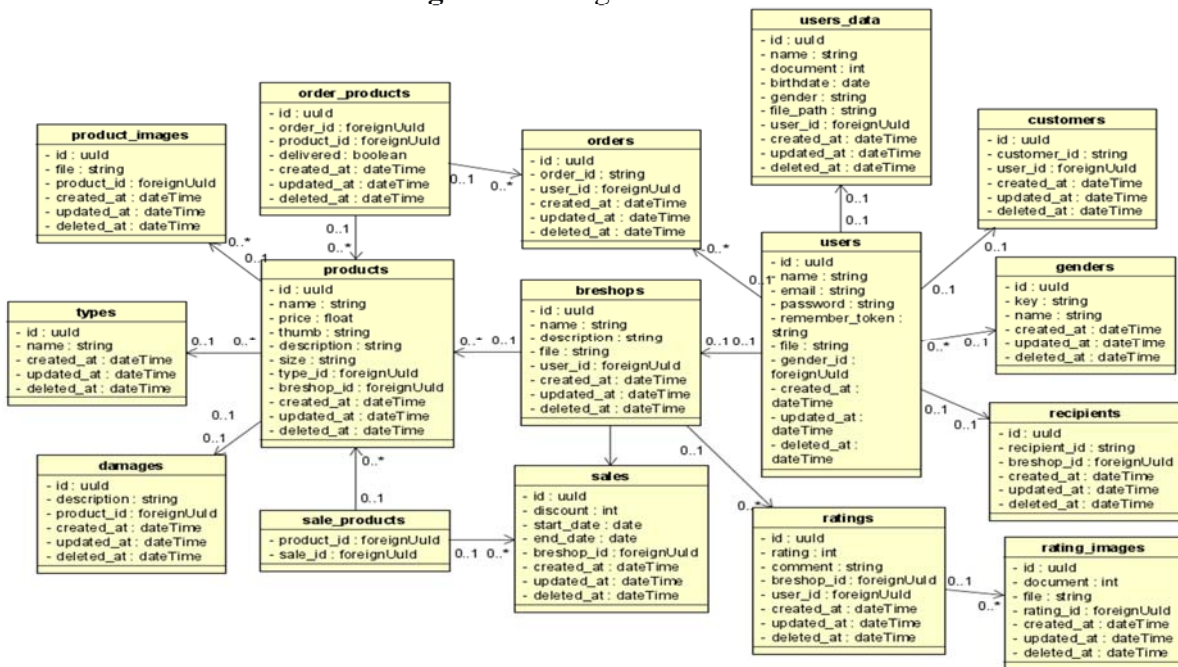 users_data
- id : uuId
- name : string
- document : int
- birthdate : date
- gender : string
- file_path : string
- user_id : foreignUuId
- created_at : dateTime
- updated_at : dateTime
- deleted_at : dateTime
order_products
- id : uuId
- order_id : foreignUuId
- product_id : foreignUuId
- delivered : boolean
- created_at : dateTime
- updated_at : dateTime
- deleted_at : dateTime
product_images
- id : uuId
- file : string
- product_id : foreignUuId
- created_at : dateTime
- updated_at : dateTime
- deleted_at : dateTime
orders
- id : uuId
- order_id : string
- user_id : foreignUuId
- created_at : dateTime
- updated_at : dateTime
- deleted_at : dateTime
customers
- id : uuId
- customer_id : string
- user_id : foreignUuId
- created_at : dateTime
- updated_at : dateTime
- deleted_at : dateTime
0..1
0..*
0..1
0..*
0..*
0..1
0..1
0..1
0..*
0..1
0..1
0..1
products
- id : uuId
- name : string
- price : float
- thumb : string
- description : string
- size : string
- type_id : foreignUuId
- breshop_id : foreignUuId
- created_at : dateTime
- updated_at : dateTime
- deleted_at : dateTime
types
- id : uuId
- name : string
- created_at : dateTime
- updated_at : dateTime
- deleted_at : dateTime
0..1
0..*
breshops
- id : uuId
- name : string
- description : string
- file : string
- user_id : foreignUuId
- created_at : dateTime
- updated_at : dateTime
- deleted_at : dateTime
0..*
0..1
0..1
0..1
users
- id : uuId
- name : string
- email : string
- password : string
- remember_token :
string
- file : string
- gender_id :
foreignUuId
- created_at :
dateTime
- updated_at :
dateTime
- deleted_at :
dateTime
genders
- id : uuId
- key : string
- name : string
- created_at : dateTime
- updated_at : dateTime
- deleted_at : dateTime
0..*
0..1
0..1
0..1
recipients
- id : uuId
- recipient_id : string
- breshop_id : foreignUuId
- created_at : dateTime
- updated_at : dateTime
- deleted_at : dateTime
0..1
0..1
damages
- id : uuId
- description : string
- product_id : foreignUuId
- created_at : dateTime
- updated_at : dateTime
- deleted_at : dateTime
0..*
0..1
sale_products
- product_id : foreignUuId
- sale_id : foreignUuId
0..1
0..*
sales
- id : uuId
- discount : int
- start_date : date
- end_date : date
- breshop_id : foreignUuId
- created_at : dateTime
- updated_at : dateTime
- deleted_at : dateTime
0..1
0..*
ratings
- id : uuId
- rating : int
- comment : string
- breshop_id : foreignUuId
- user_id : foreignUuId
- created_at : dateTime
- updated_at : dateTime
- deleted_at : dateTime
0..1
0..*
rating_images
- id : uuId
- document : int
- file : string
- rating_id : foreignUuId
- created_at : dateTime
- updated_at : dateTime
- deleted_at : dateTime